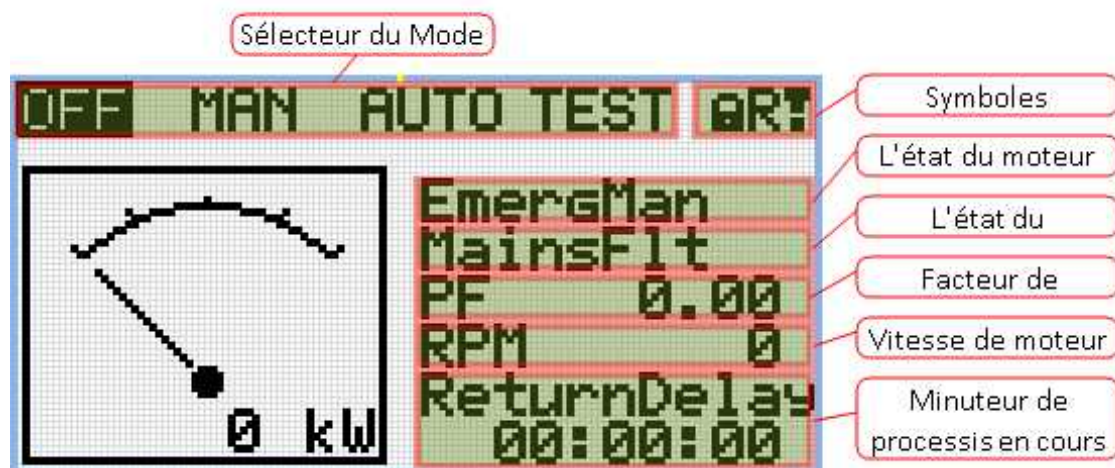 Sélecteur du Mode
OFF MAN AUTO TEST R!
Symboles
L'état du moteur
EmergMan
L'état du
MainsFlt
PF 0.00
Facteur de
RPM 0
Vitesse de moteur
ReturnDelay
00:00:00
Minuteur de
processis en cours
0 kW